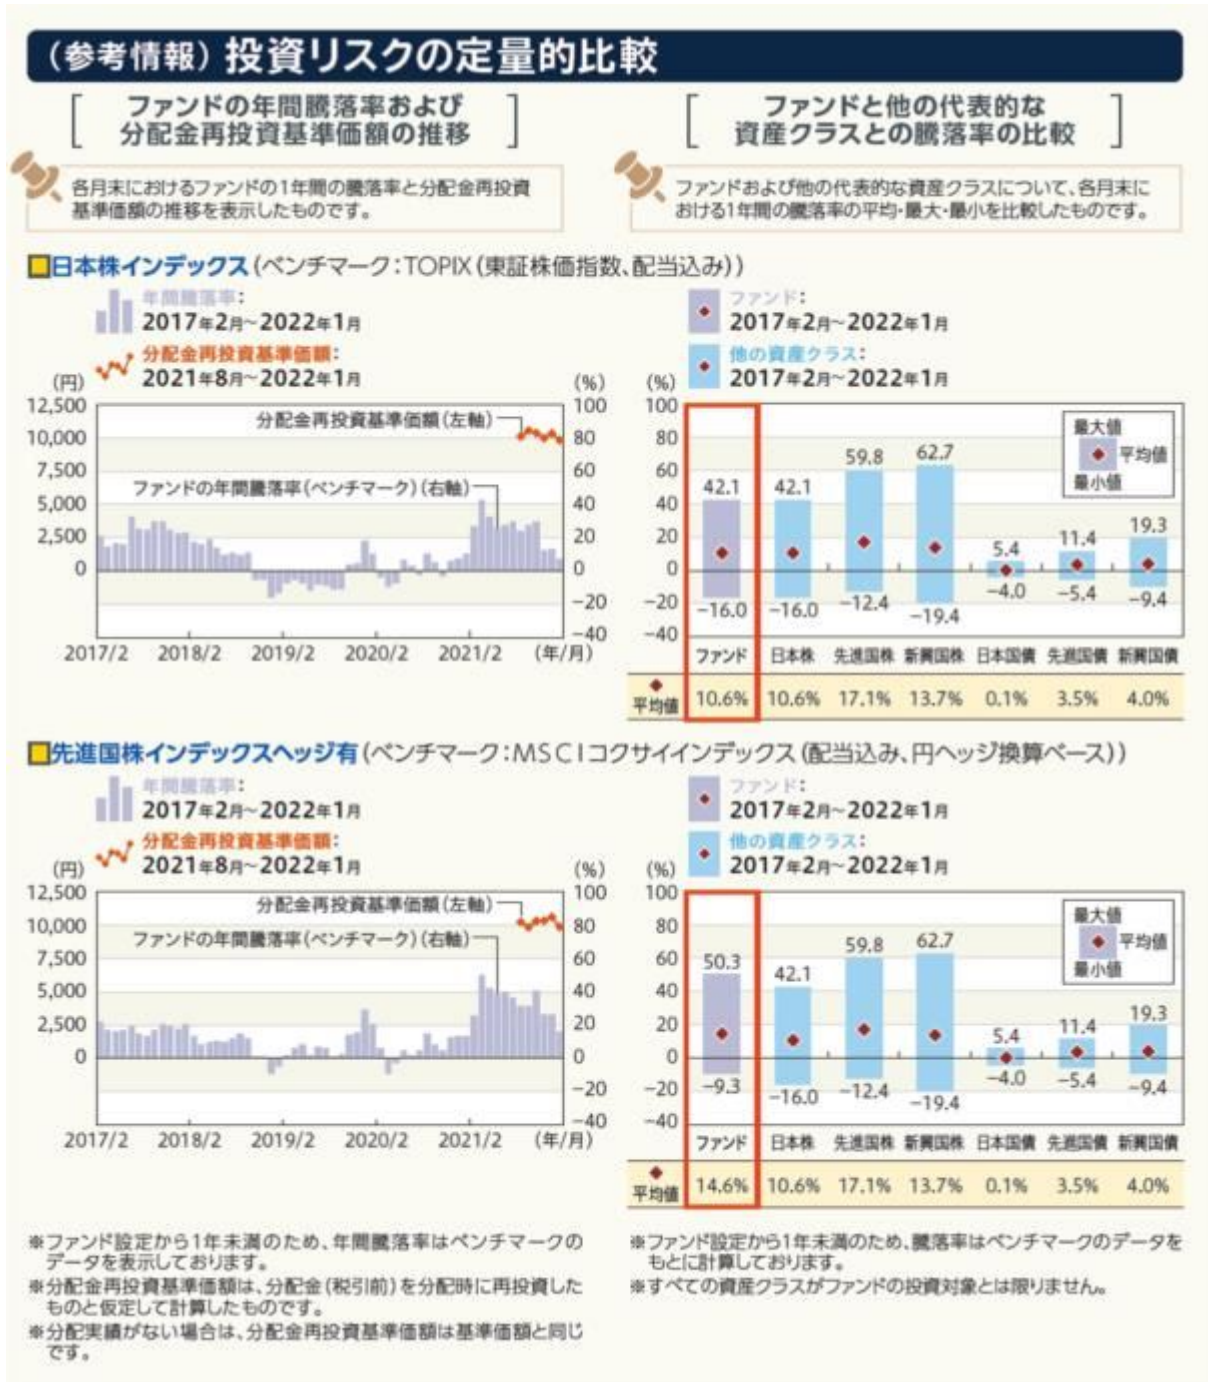 （参考情報）投資リスクの定量的比較
ファンドの年間騰落率および
分配金再投資基準価額の推移
各月末におけるファンドの1年間の騰落率と分配金再投資
基準価額の推移を表示したものです。
ファンドと他の代表的な
資産クラスとの騰落率の比較
ファンドおよび他の代表的な資産クラスについて、各月末に
おける1年間の騰落率の平均・最大・最小を比較したものです。
日本株インデックス（ベンチマーク：TOPIX（東証株価指数、配当込み））
年間騰落率：
2017年2月～2022年1月
分配金再投資基準価額：
2021年8月～2022年1月
（円）
（%）
12,500
10,000
7,500
5,000
2,500
0
100
80
60
40
20
0
−20
−40
分配金再投資基準価額（左軸）
ファンドの年間騰落率（ベンチマーク）（右軸）
2017/2 2018/2 2019/2 2020/2 2021/2 （年/月）
ファンド：
2017年2月～2022年1月
他の資産クラス：
2017年2月～2022年1月
（%）
100
80
60
40
20
0
−20
−40
最大値
平均値
最小値
42.1 42.1 59.8 62.7 5.4 11.4 19.3
−16.0 −16.0 −12.4 −19.4 −4.0 −5.4 −9.4
ファンド 日本株 先進国株 新興国株 日本国債 先進国債 新興国債
平均値 10.6% 10.6% 17.1% 13.7% 0.1% 3.5% 4.0%
先進国株インデックスヘッジ有（ベンチマーク：MSCIコクサイインデックス（配当込み、円ヘッジ換算ベース））
年間騰落率：
2017年2月～2022年1月
分配金再投資基準価額：
2021年8月～2022年1月
（円）
（%）
12,500
10,000
7,500
5,000
2,500
0
100
80
60
40
20
0
−20
−40
分配金再投資基準価額（左軸）
ファンドの年間騰落率（ベンチマーク）（右軸）
2017/2 2018/2 2019/2 2020/2 2021/2 （年/月）
ファンド：
2017年2月～2022年1月
他の資産クラス：
2017年2月～2022年1月
（%）
100
80
60
40
20
0
−20
−40
最大値
平均値
最小値
50.3 42.1 59.8 62.7 5.4 11.4 19.3
−9.3 −16.0 −12.4 −19.4 −4.0 −5.4 −9.4
ファンド 日本株 先進国株 新興国株 日本国債 先進国債 新興国債
平均値 14.6% 10.6% 17.1% 13.7% 0.1% 3.5% 4.0%
※ファンド設定から1年未満のため、年間騰落率はベンチマークの
データを表示しております。
※分配金再投資基準価額は、分配金（税引前）を分配時に再投資した
ものと仮定して計算したものです。
※分配実績がない場合は、分配金再投資基準価額は基準価額と同じ
です。
※ファンド設定から1年未満のため、騰落率はベンチマークのデータを
もとに計算しております。
※すべての資産クラスがファンドの投資対象とは限りません。